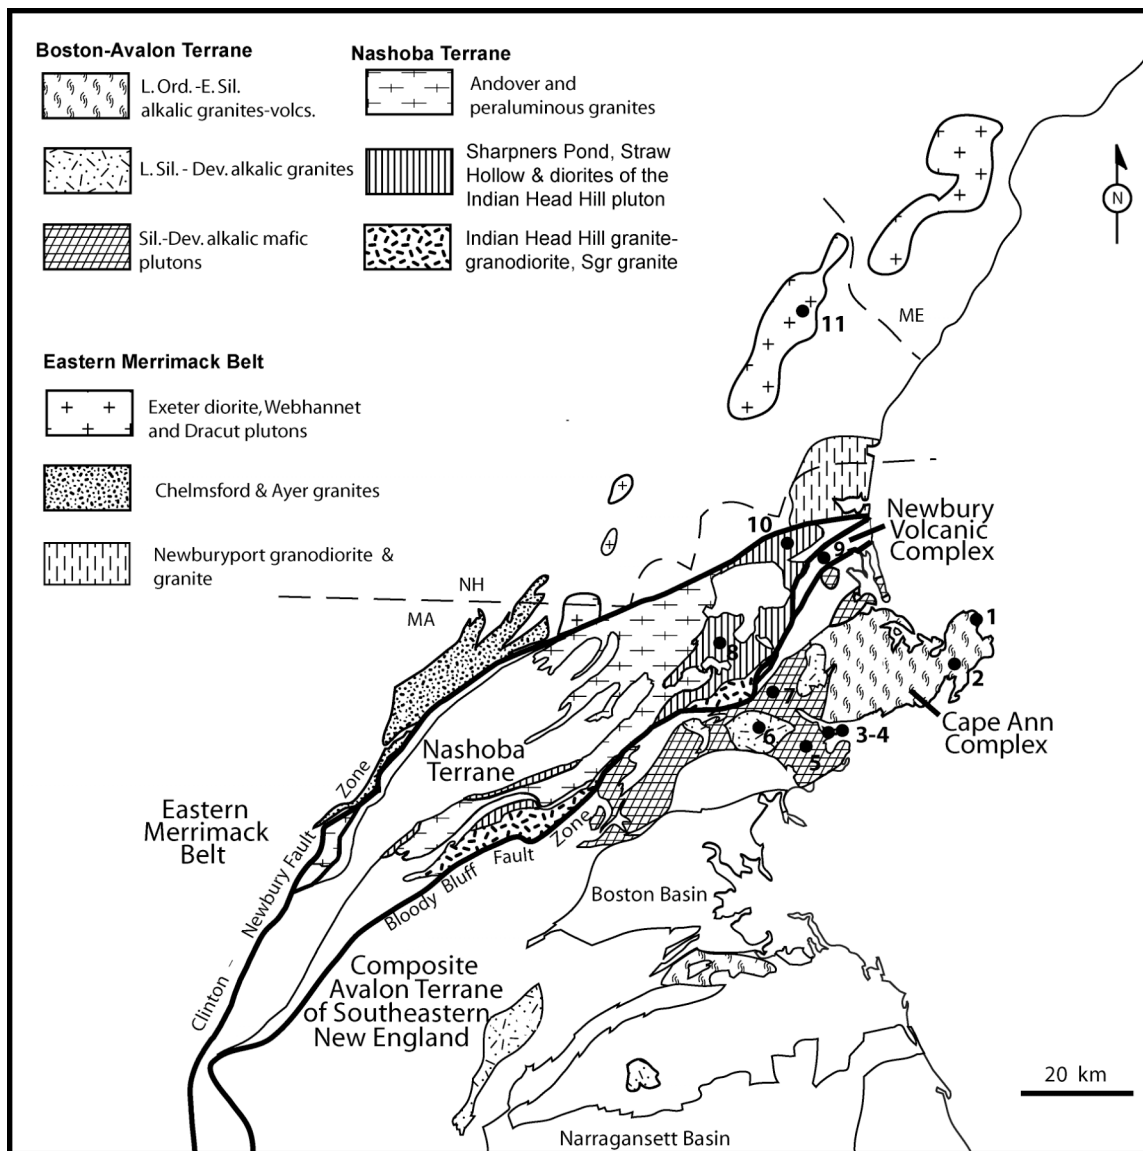 Boston-Avalon Terrane
L. Ord. -E. Sil.
alkalic granites-volcs.
L. Sil. - Dev. alkalic granites
Sil.-Dev. alkalic mafic
plutons
Nashoba Terrane
Andover and
peraluminous granites
Sharpners Pond, Straw
Hollow & diorites of the
Indian Head Hill pluton
Indian Head Hill granite-
granodiorite, Sgr granite
Eastern Merrimack Belt
Exeter diorite, Webhannet
and Dracut plutons
Chelmsford & Ayer granites
Newburyport granodiorite &
granite
N
ME
11
10
Newbury
Volcanic
Complex
9
NH
MA
1
2
8
7
Cape Ann
Complex
3-4
6
5
Nashoba
Terrane
Eastern
Merrimack
Belt
Clinton - Newbury Fault Zone
Bloody Bluff Fault Zone
Boston Basin
Composite
Avalon Terrane
of Southeastern
New England
20 km
Narragansett Basin